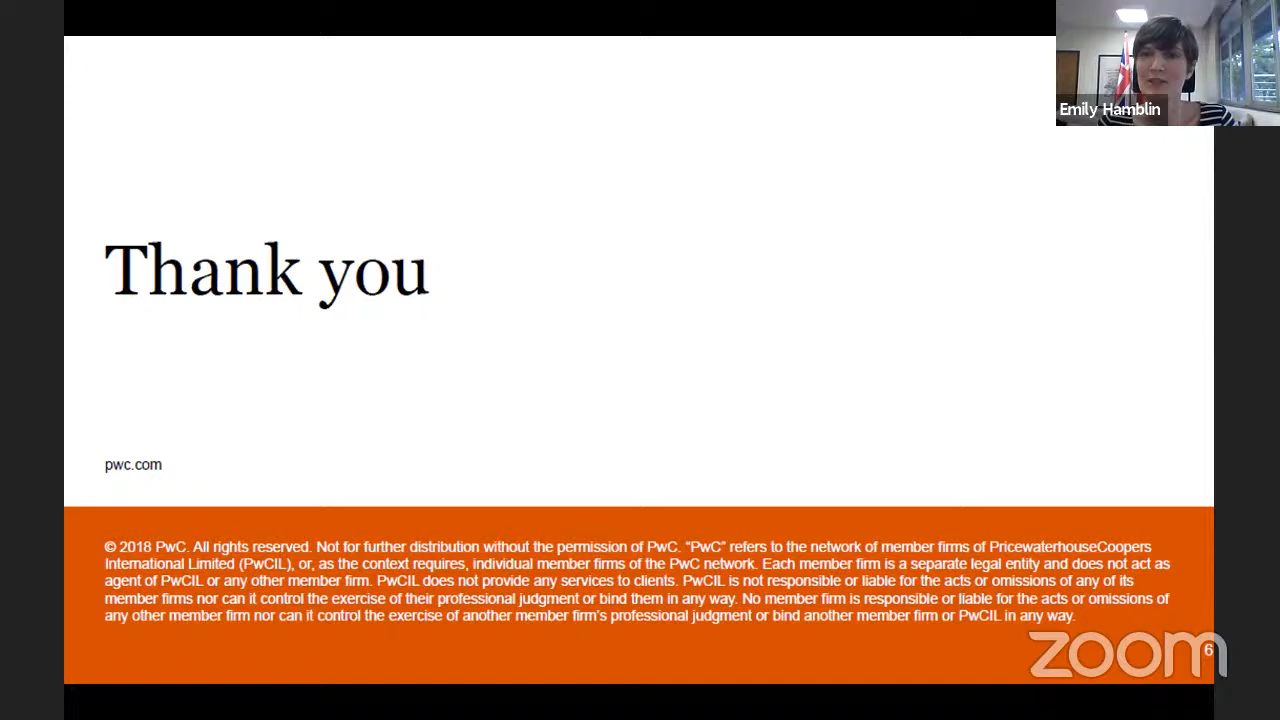 Emily Hamblin
Thank you
pwc.com
© 2018 PwC. All rights reserved. Not for further distribution without the permission of PwC. “PwC” refers to the network of member firms of PricewaterhouseCoopers
International Limited (PwCIL), or, as the context requires, individual member firms of the PwC network. Each member firm is a separate legal entity and does not act as
agent of PwCIL or any other member firm. PwCIL does not provide any services to clients. PwCIL is not responsible or liable for the acts or omissions of any of its
member firms nor can it control the exercise of their professional judgment or bind them in any way. No member firm is responsible or liable for the acts or omissions of
any other member firm nor can it control the exercise of another member firm’s professional judgment or bind another member firm or PwCIL in any way.
6
zoom